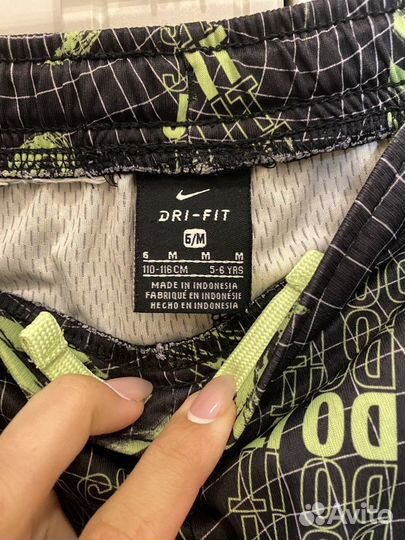 DRI-FIT
6/M
6 M M M
110-116CM 5-6 YRS
MADE IN INDONESIA
FABRIQUÉ EN INDONÉSIE
HECHO EN INDONESIA
DO
Avito